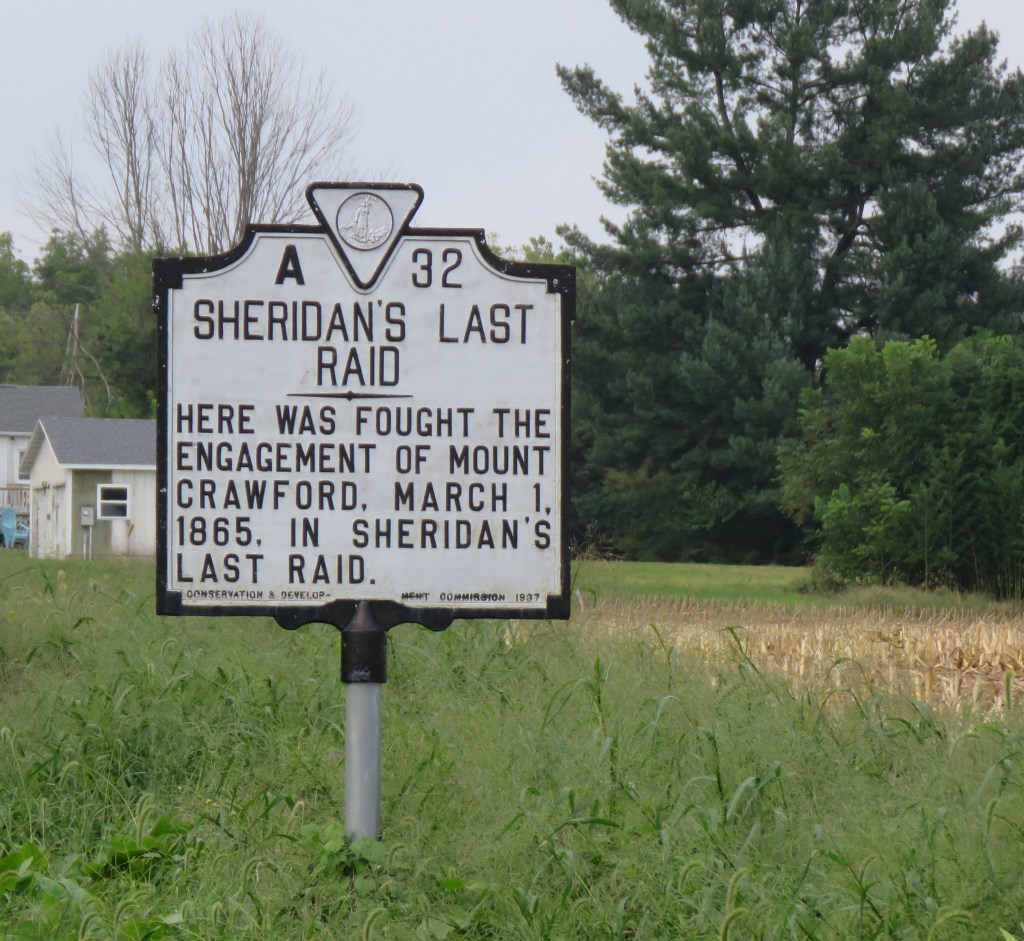 A 32
SHERIDAN'S LAST
RAID
HERE WAS FOUGHT THE
ENGAGEMENT OF MOUNT
CRAWFORD, MARCH 1,
1865, IN SHERIDAN'S
LAST RAID.
CONSERVATION & DEVELOP- MENT COMMISSION 1937